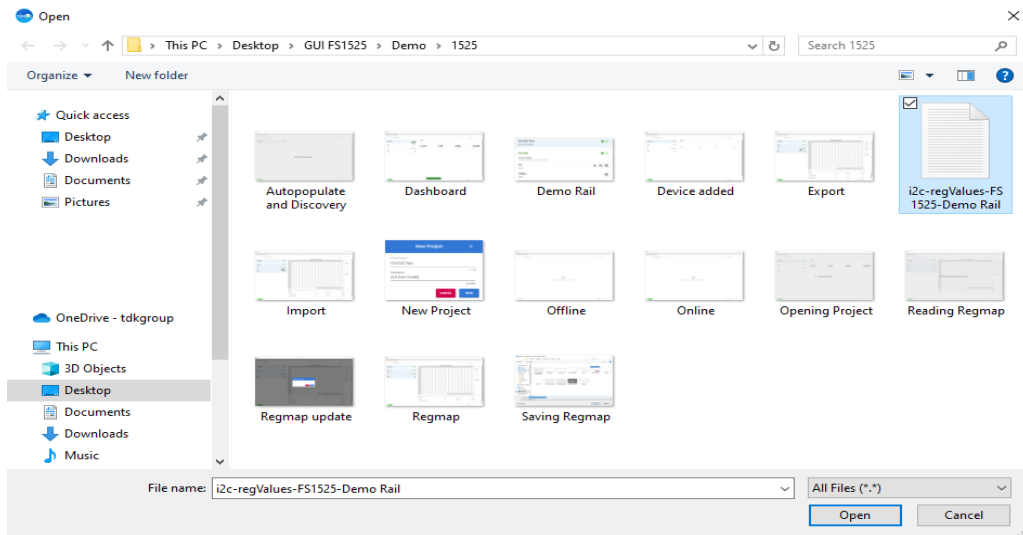 Open
This PC > Desktop > GUI FS1525 > Demo > 1525
Search 1525
Organize
New folder
Quick access
Desktop
Downloads
Documents
Pictures
OneDrive - tdkgroup
This PC
3D Objects
Desktop
Documents
Downloads
Music
Autopopulate
and Discovery
Dashboard
Demo Rail
Device added
Export
i2c-regValues-FS
1525-Demo Rail
Import
New Project
New Project
Offline
Online
Opening Project
Reading Regmap
Regmap update
Regmap
Saving Regmap
File name:
i2c-regValues-FS1525-Demo Rail
All Files (*.*)
Open
Cancel